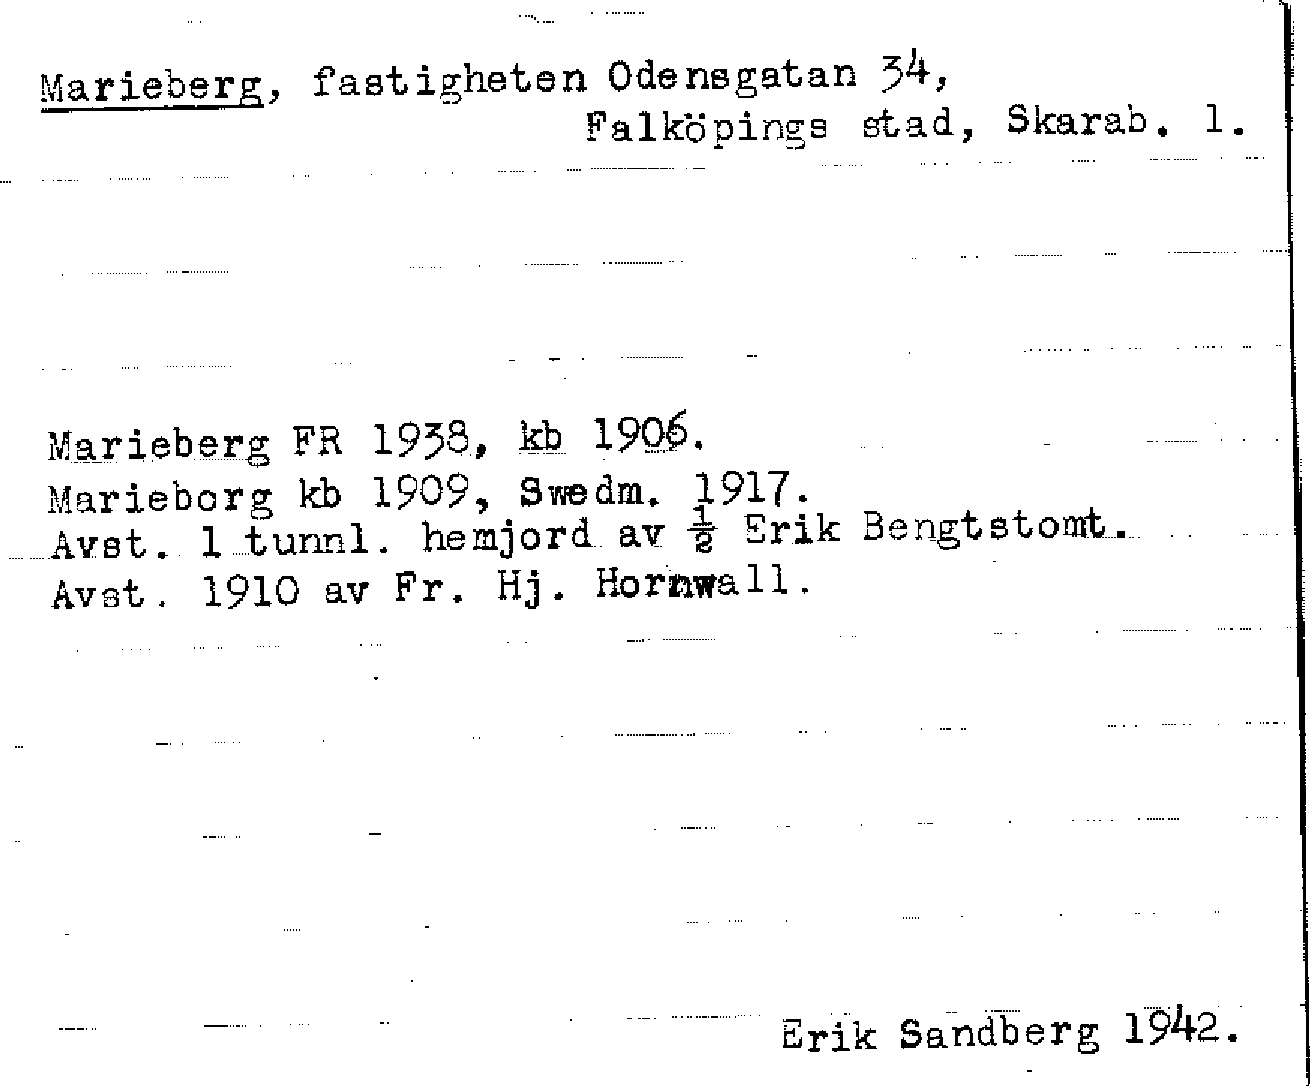 Marieberg, fastigheten Odensgatan 34,
Falköpings stad, Skarab. l.
Marieberg FR 1938, kb 1906.
Marieborg kb 1909, Swedm. 1917.
Avst. 1 tunnl. hemjord av ½ Erik Bengtstomt.
Avst. 1910 av Fr. Hj. Hornwall.
Erik Sandberg 1942.